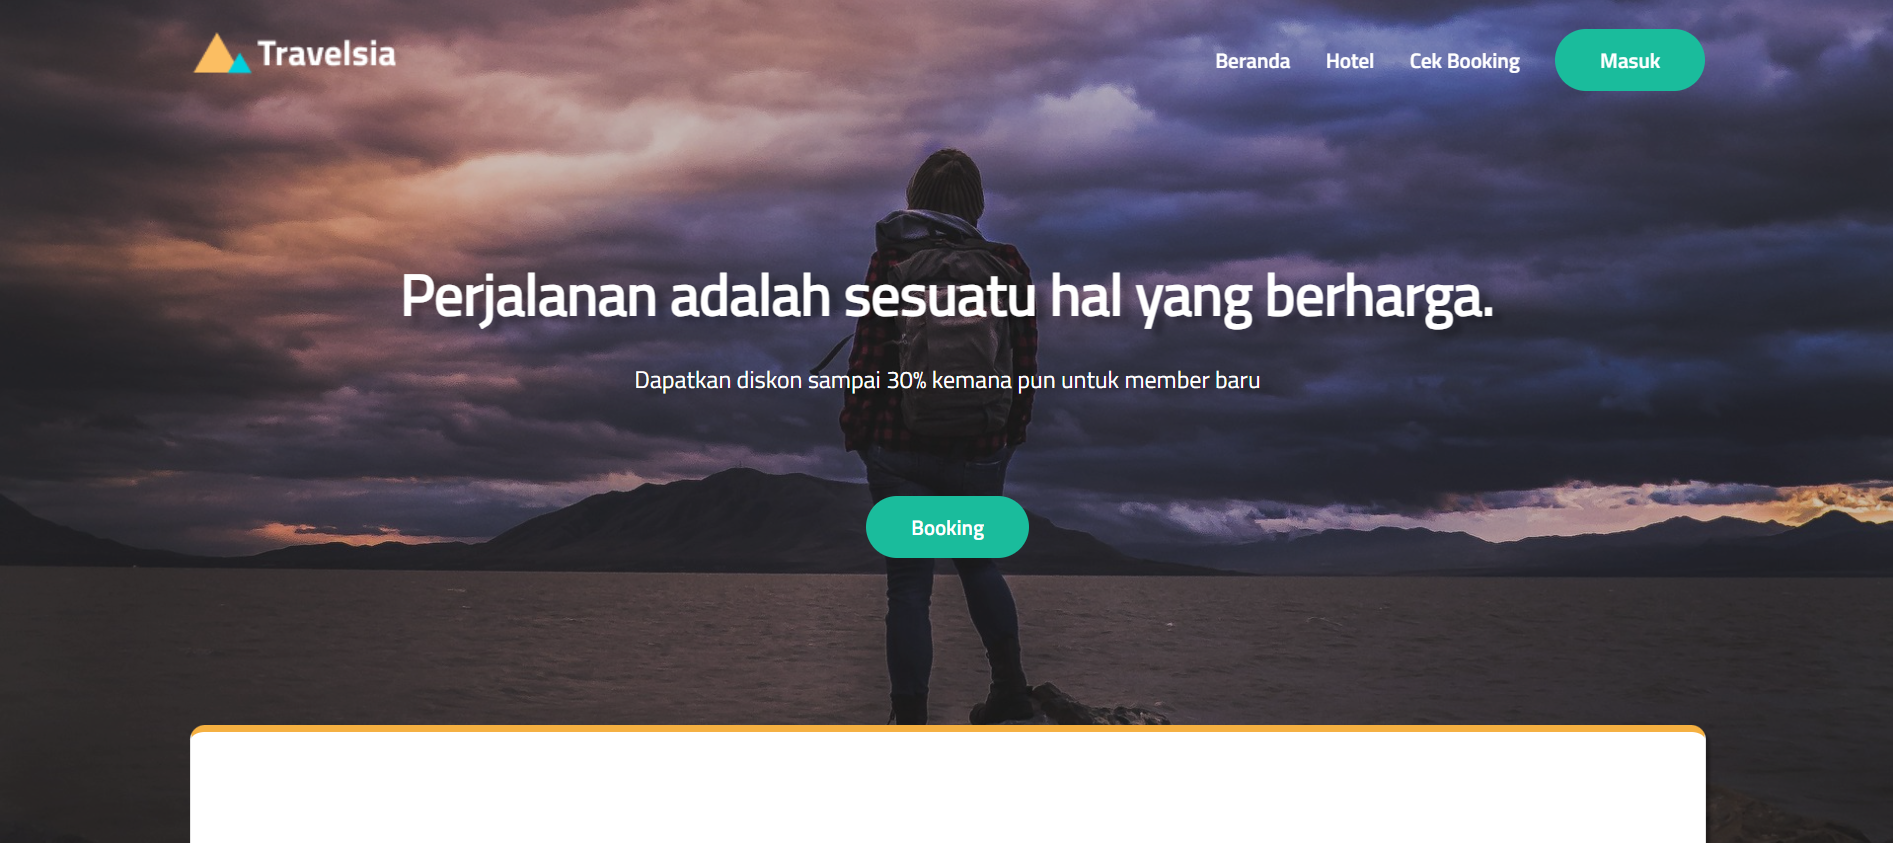 Travelsia
Beranda
Hotel
Cek Booking
Masuk
Perjalanan adalah sesuatu hal yang berharga.
Dapatkan diskon sampai 30% kemana pun untuk member baru
Booking